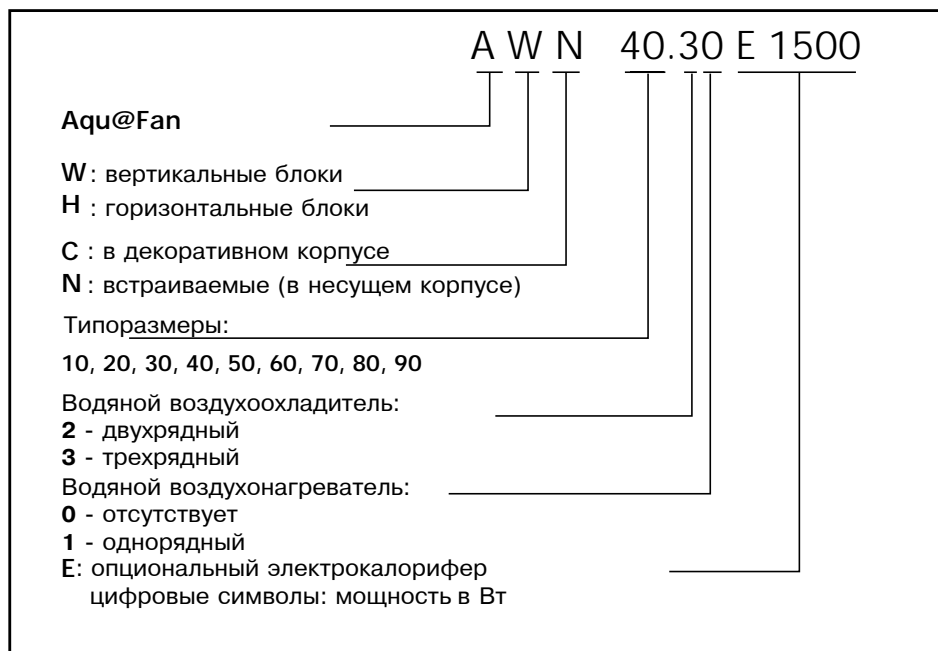 A W N 40.30 E 1500
Aqu@Fan
W: вертикальные блоки
H : горизонтальные блоки
C : в декоративном корпусе
N: встраиваемые (в несущем корпусе)
Типоразмеры:
10, 20, 30, 40, 50, 60, 70, 80, 90
Водяной воздухоохладитель:
2 - двухрядный
3 - трехрядный
Водяной воздухонагреватель:
0 - отсутствует
1 - однорядный
E: опциональный электрокалорифер
цифровые символы: мощность в Вт